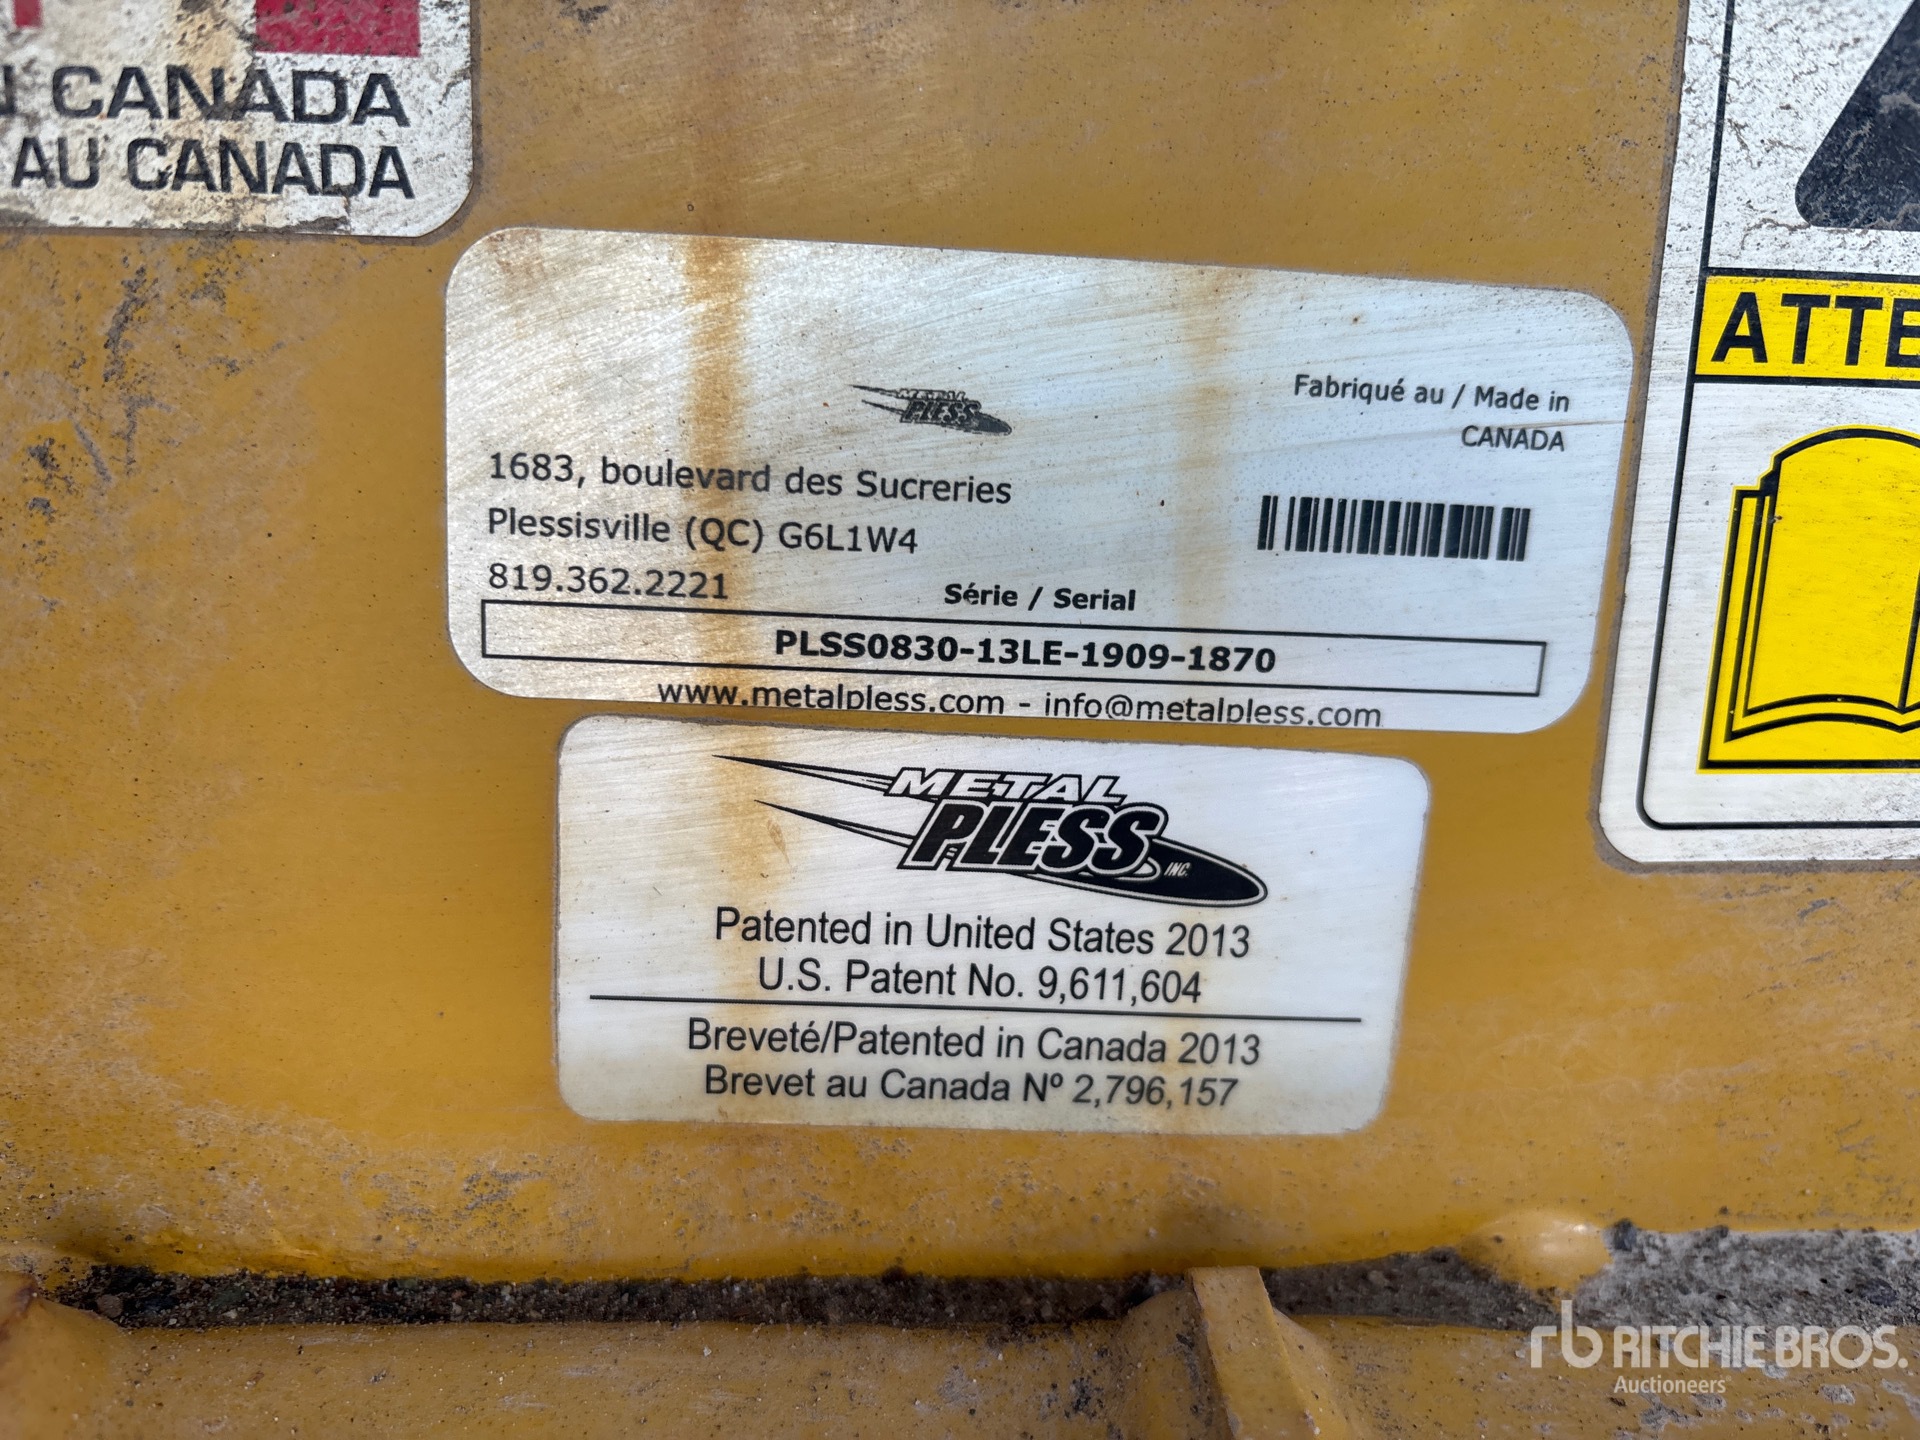 CANADA
AU CANADA
METAL
PLESS
Fabriqué au / Made in
CANADA
1683, boulevard des Sucreries
Plessisville (QC) G6L1W4
819.362.2221
Série / Serial
PLSS0830-13LE-1909-1870
www.metalpless.com - info@metalpless.com
ATTE
METAL
PLESS INC.
Patented in United States 2013
U.S. Patent No. 9,611,604
Breveté/Patented in Canada 2013
Brevet au Canada Nº 2,796,157
rb RITCHIE BROS.
Auctioneers